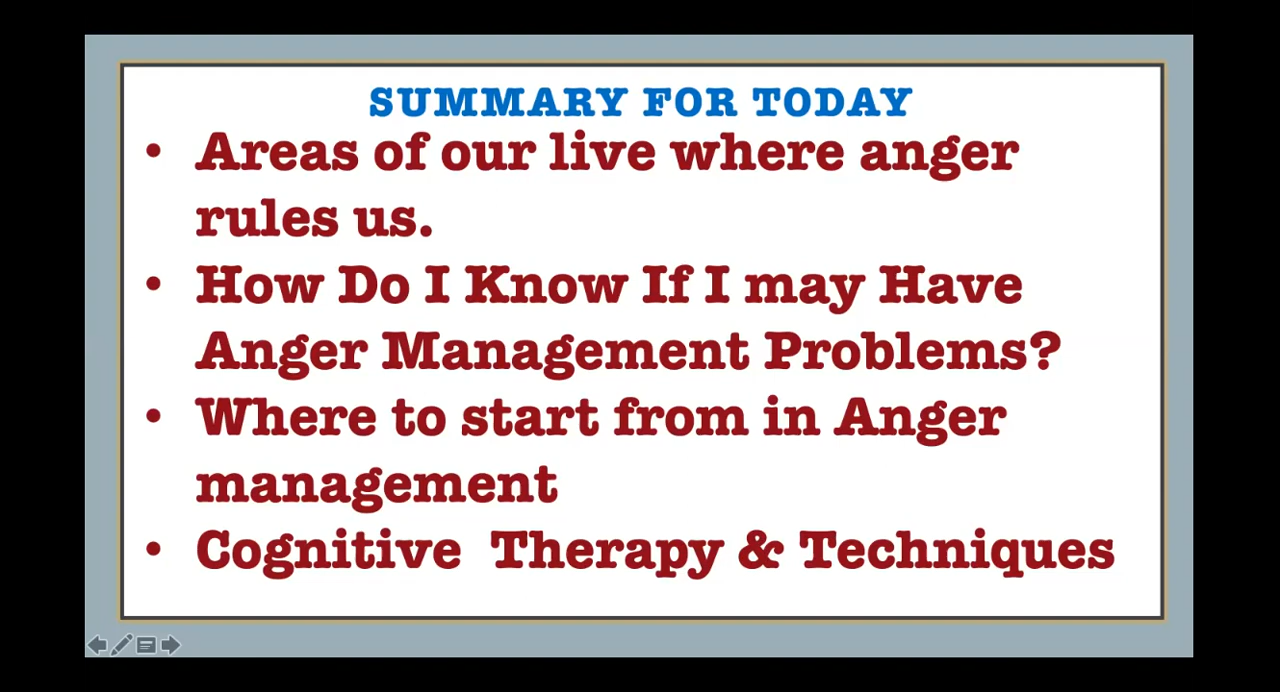 SUMMARY FOR TODAY
• Areas of our live where anger
rules us.
• How Do I Know If I may Have
Anger Management Problems?
• Where to start from in Anger
management
• Cognitive  Therapy & Techniques